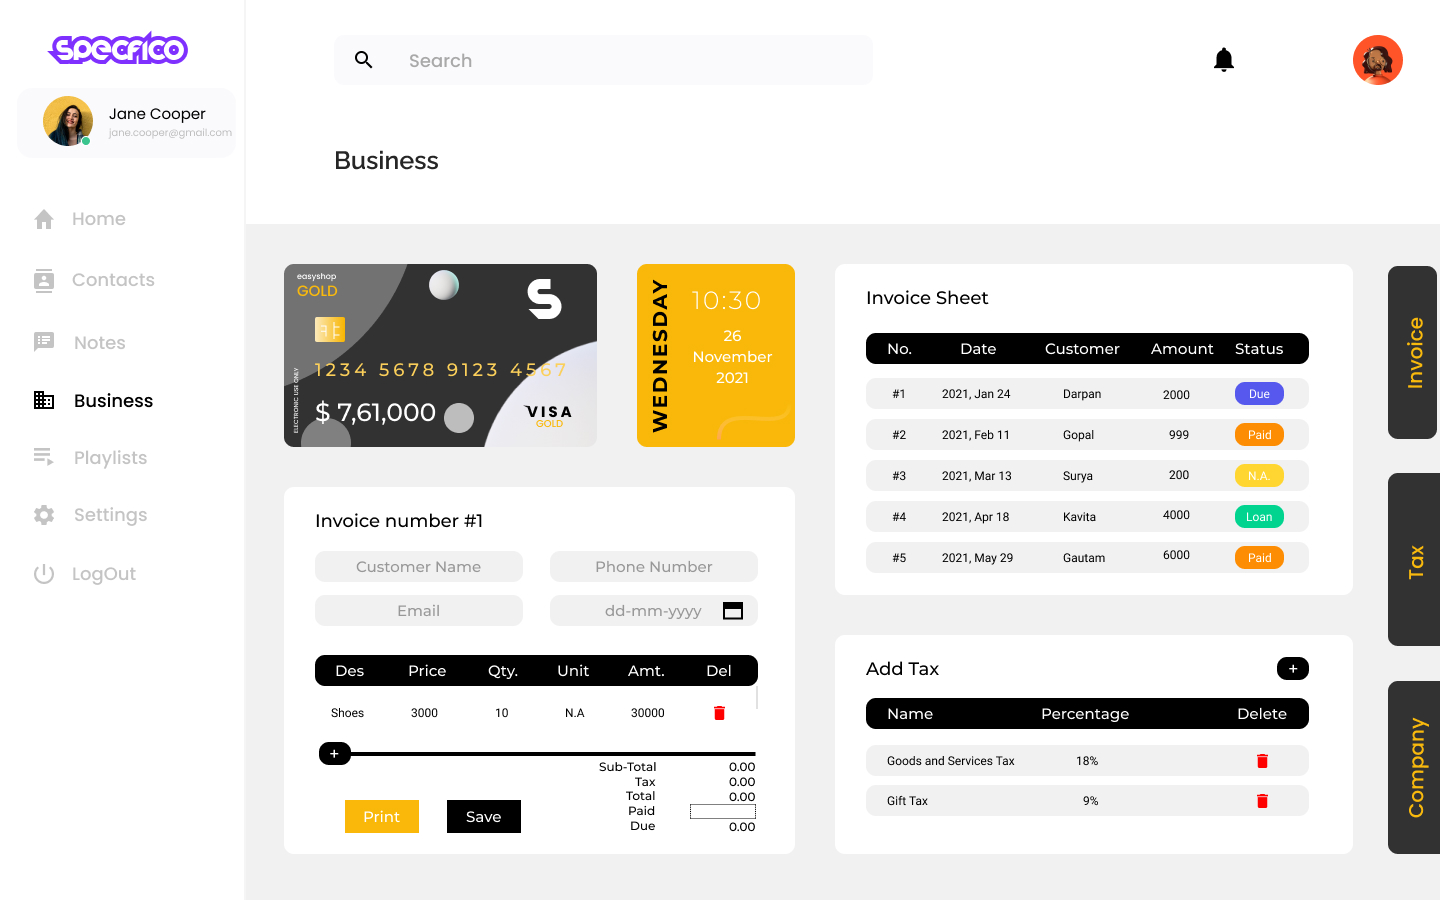 specfico
Jane Cooper
jane.cooper@gmail.com
Home
Contacts
Notes
Business
Playlists
Settings
LogOut
Search
Business
easyshop
GOLD
S
1234 5678 9123 4567
ELECTRONIC USE ONLY
$ 7,61,000
VISA
GOLD
WEDNESDAY
10:30
26
November
2021
Invoice number #1
Customer Name Phone Number
Email dd-mm-yyyy
Des Price Qty. Unit Amt. Del
Shoes 3000 10 N.A 30000
+
Sub-Total 0.00
Tax 0.00
Total 0.00
Paid
Due 0.00
Print Save
Invoice Sheet
No. Date Customer Amount Status
#1 2021, Jan 24 Darpan 2000 Due
#2 2021, Feb 11 Gopal 999 Paid
#3 2021, Mar 13 Surya 200 N.A.
#4 2021, Apr 18 Kavita 4000 Loan
#5 2021, May 29 Gautam 6000 Paid
Add Tax +
Name Percentage Delete
Goods and Services Tax 18%
Gift Tax 9%
Invoice
Tax
Company